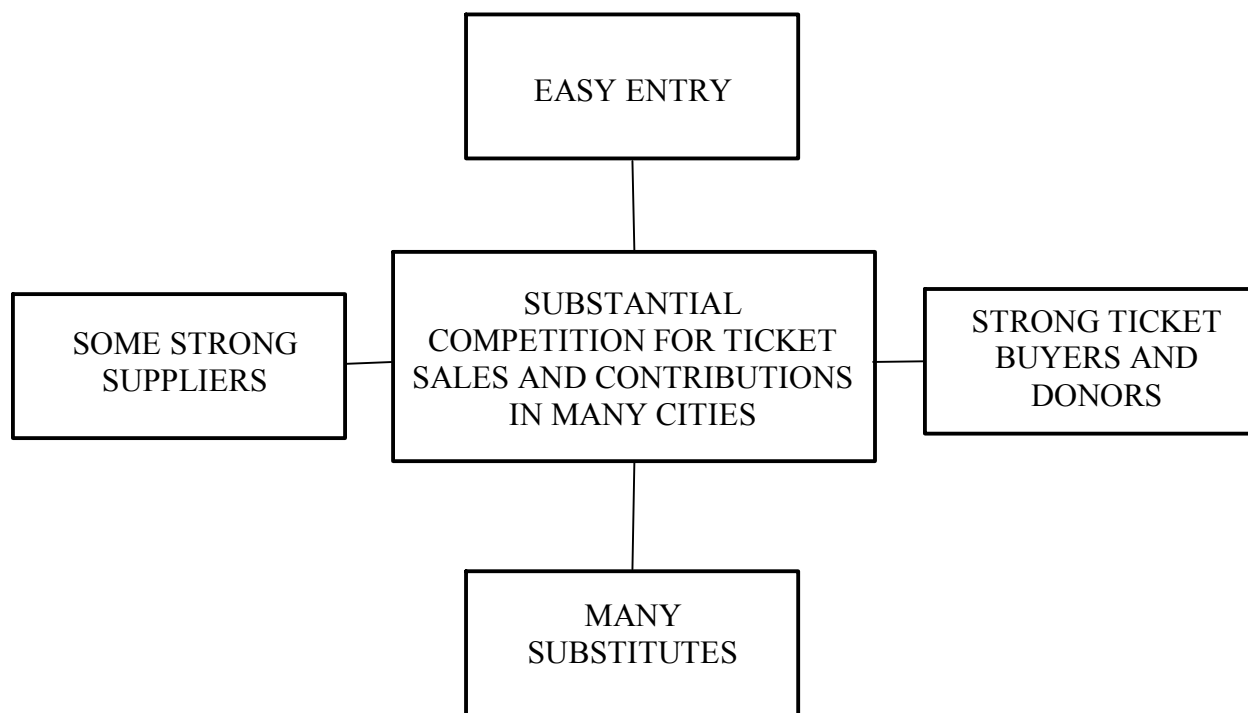 EASY ENTRY
SOME STRONG
SUPPLIERS
SUBSTANTIAL
COMPETITION FOR TICKET
SALES AND CONTRIBUTIONS
IN MANY CITIES
STRONG TICKET
BUYERS AND
DONORS
MANY
SUBSTITUTES